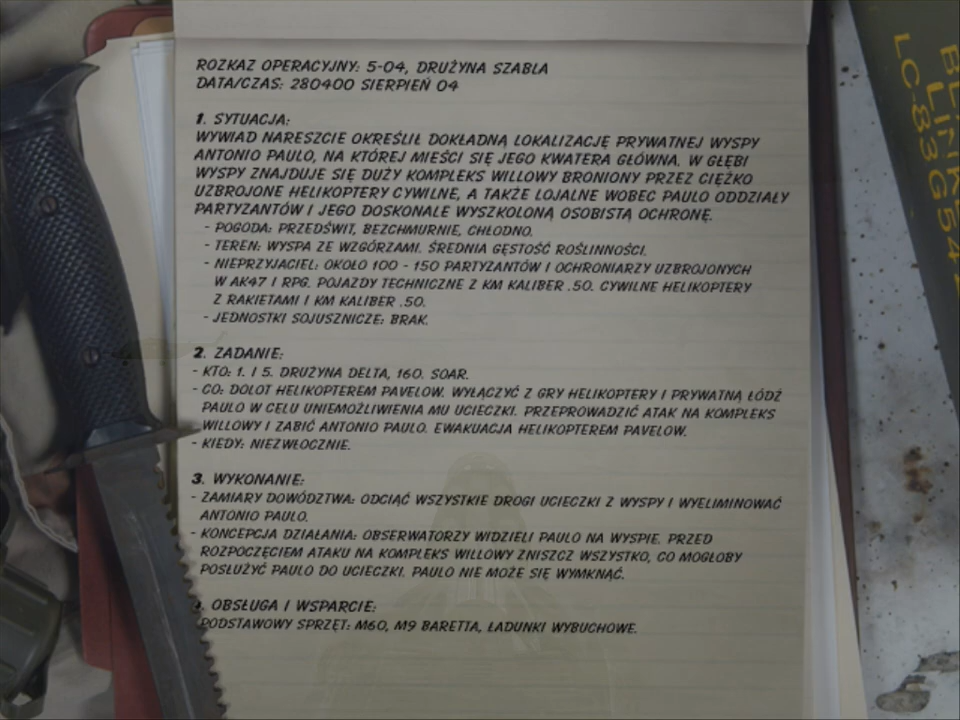 ROZKAZ OPERACYJNY: 5-04, DRUŻYNA SZABLA
DATA/CZAS: 280400 SIERPIEŃ 04
1. SYTUACJA:
WYWIAD NARESZCIE OKREŚLIŁ DOKŁADNĄ LOKALIZACJĘ PRYWATNEJ WYSPY
ANTONIO PAULO, NA KTÓREJ MIEŚCI SIĘ JEGO KWATERA GŁÓWNA. W GŁĘBI
WYSPY ZNAJDUJE SIĘ DUŻY KOMPLEKS WILLOWY BRONIONY PRZEZ CIĘŻKO
UZBROJONE HELIKOPTERY CYWILNE, A TAKŻE LOJALNE WOBEC PAULO ODDZIAŁY
PARTYZANTÓW I JEGO DOSKONALE WYSZKOLONĄ OSOBISTĄ OCHRONĘ.
- POGODA: PRZEDŚWIT, BEZCHMURNIE, CHŁODNO.
- TEREN: WYSPA ZE WZGÓRZAMI. ŚREDNIA GĘSTOŚĆ ROŚLINNOŚCI.
- NIEPRZYJACIEL: OKOŁO 100 - 150 PARTYZANTÓW I OCHRONIARZY UZBROJONYCH
W AK47 I RPG. POJAZDY TECHNICZNE Z KM KALIBER .50. CYWILNE HELIKOPTERY
Z RAKIETAMI I KM KALIBER .50.
- JEDNOSTKI SOJUSZNICZE: BRAK.
2. ZADANIE:
- KTO: 1. I 5. DRUŻYNA DELTA, 160. SOAR.
- CO: DOLOT HELIKOPTEREM PAVELOW. WYŁĄCZYĆ Z GRY HELIKOPTERY I PRYWATNĄ ŁÓDŹ
PAULO W CELU UNIEMOŻLIWIENIA MU UCIECZKI. PRZEPROWADZIĆ ATAK NA KOMPLEKS
WILLOWY I ZABIĆ ANTONIO PAULO. EWAKUACJA HELIKOPTEREM PAVELOW.
- KIEDY: NIEZWŁOCZNIE.
3. WYKONANIE:
- ZAMIARY DOWÓDZTWA: ODCIĄĆ WSZYSTKIE DROGI UCIECZKI Z WYSPY I WYELIMINOWAĆ
ANTONIO PAULO.
- KONCEPCJA DZIAŁANIA: OBSERWATORZY WIDZIELI PAULO NA WYSPIE. PRZED
ROZPOCZĘCIEM ATAKU NA KOMPLEKS WILLOWY ZNISZCZ WSZYSTKO, CO MOGŁOBY
POSŁUŻYĆ PAULO DO UCIECZKI. PAULO NIE MOŻE SIĘ WYMKNĄĆ.
. OBSŁUGA I WSPARCIE:
PODSTAWOWY SPRZĘT: M60, M9 BARETTA, ŁADUNKI WYBUCHOWE.
LC-83G54